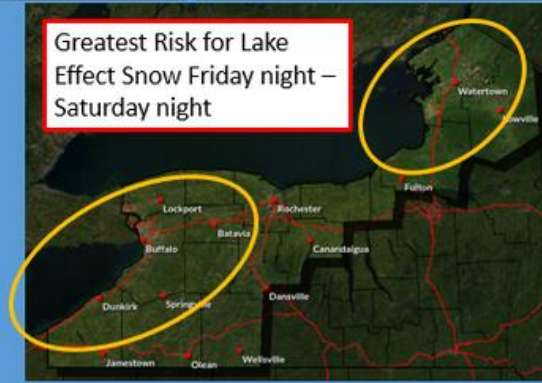 Greatest Risk for Lake
Effect Snow Friday night –
Saturday night
Watertown
Lowville
Fulton
Lockport
Rochester
Batavia
Buffalo
Canandaigua
Dansville
Dunkirk
Springville
Jamestown
Olean
Wellsville